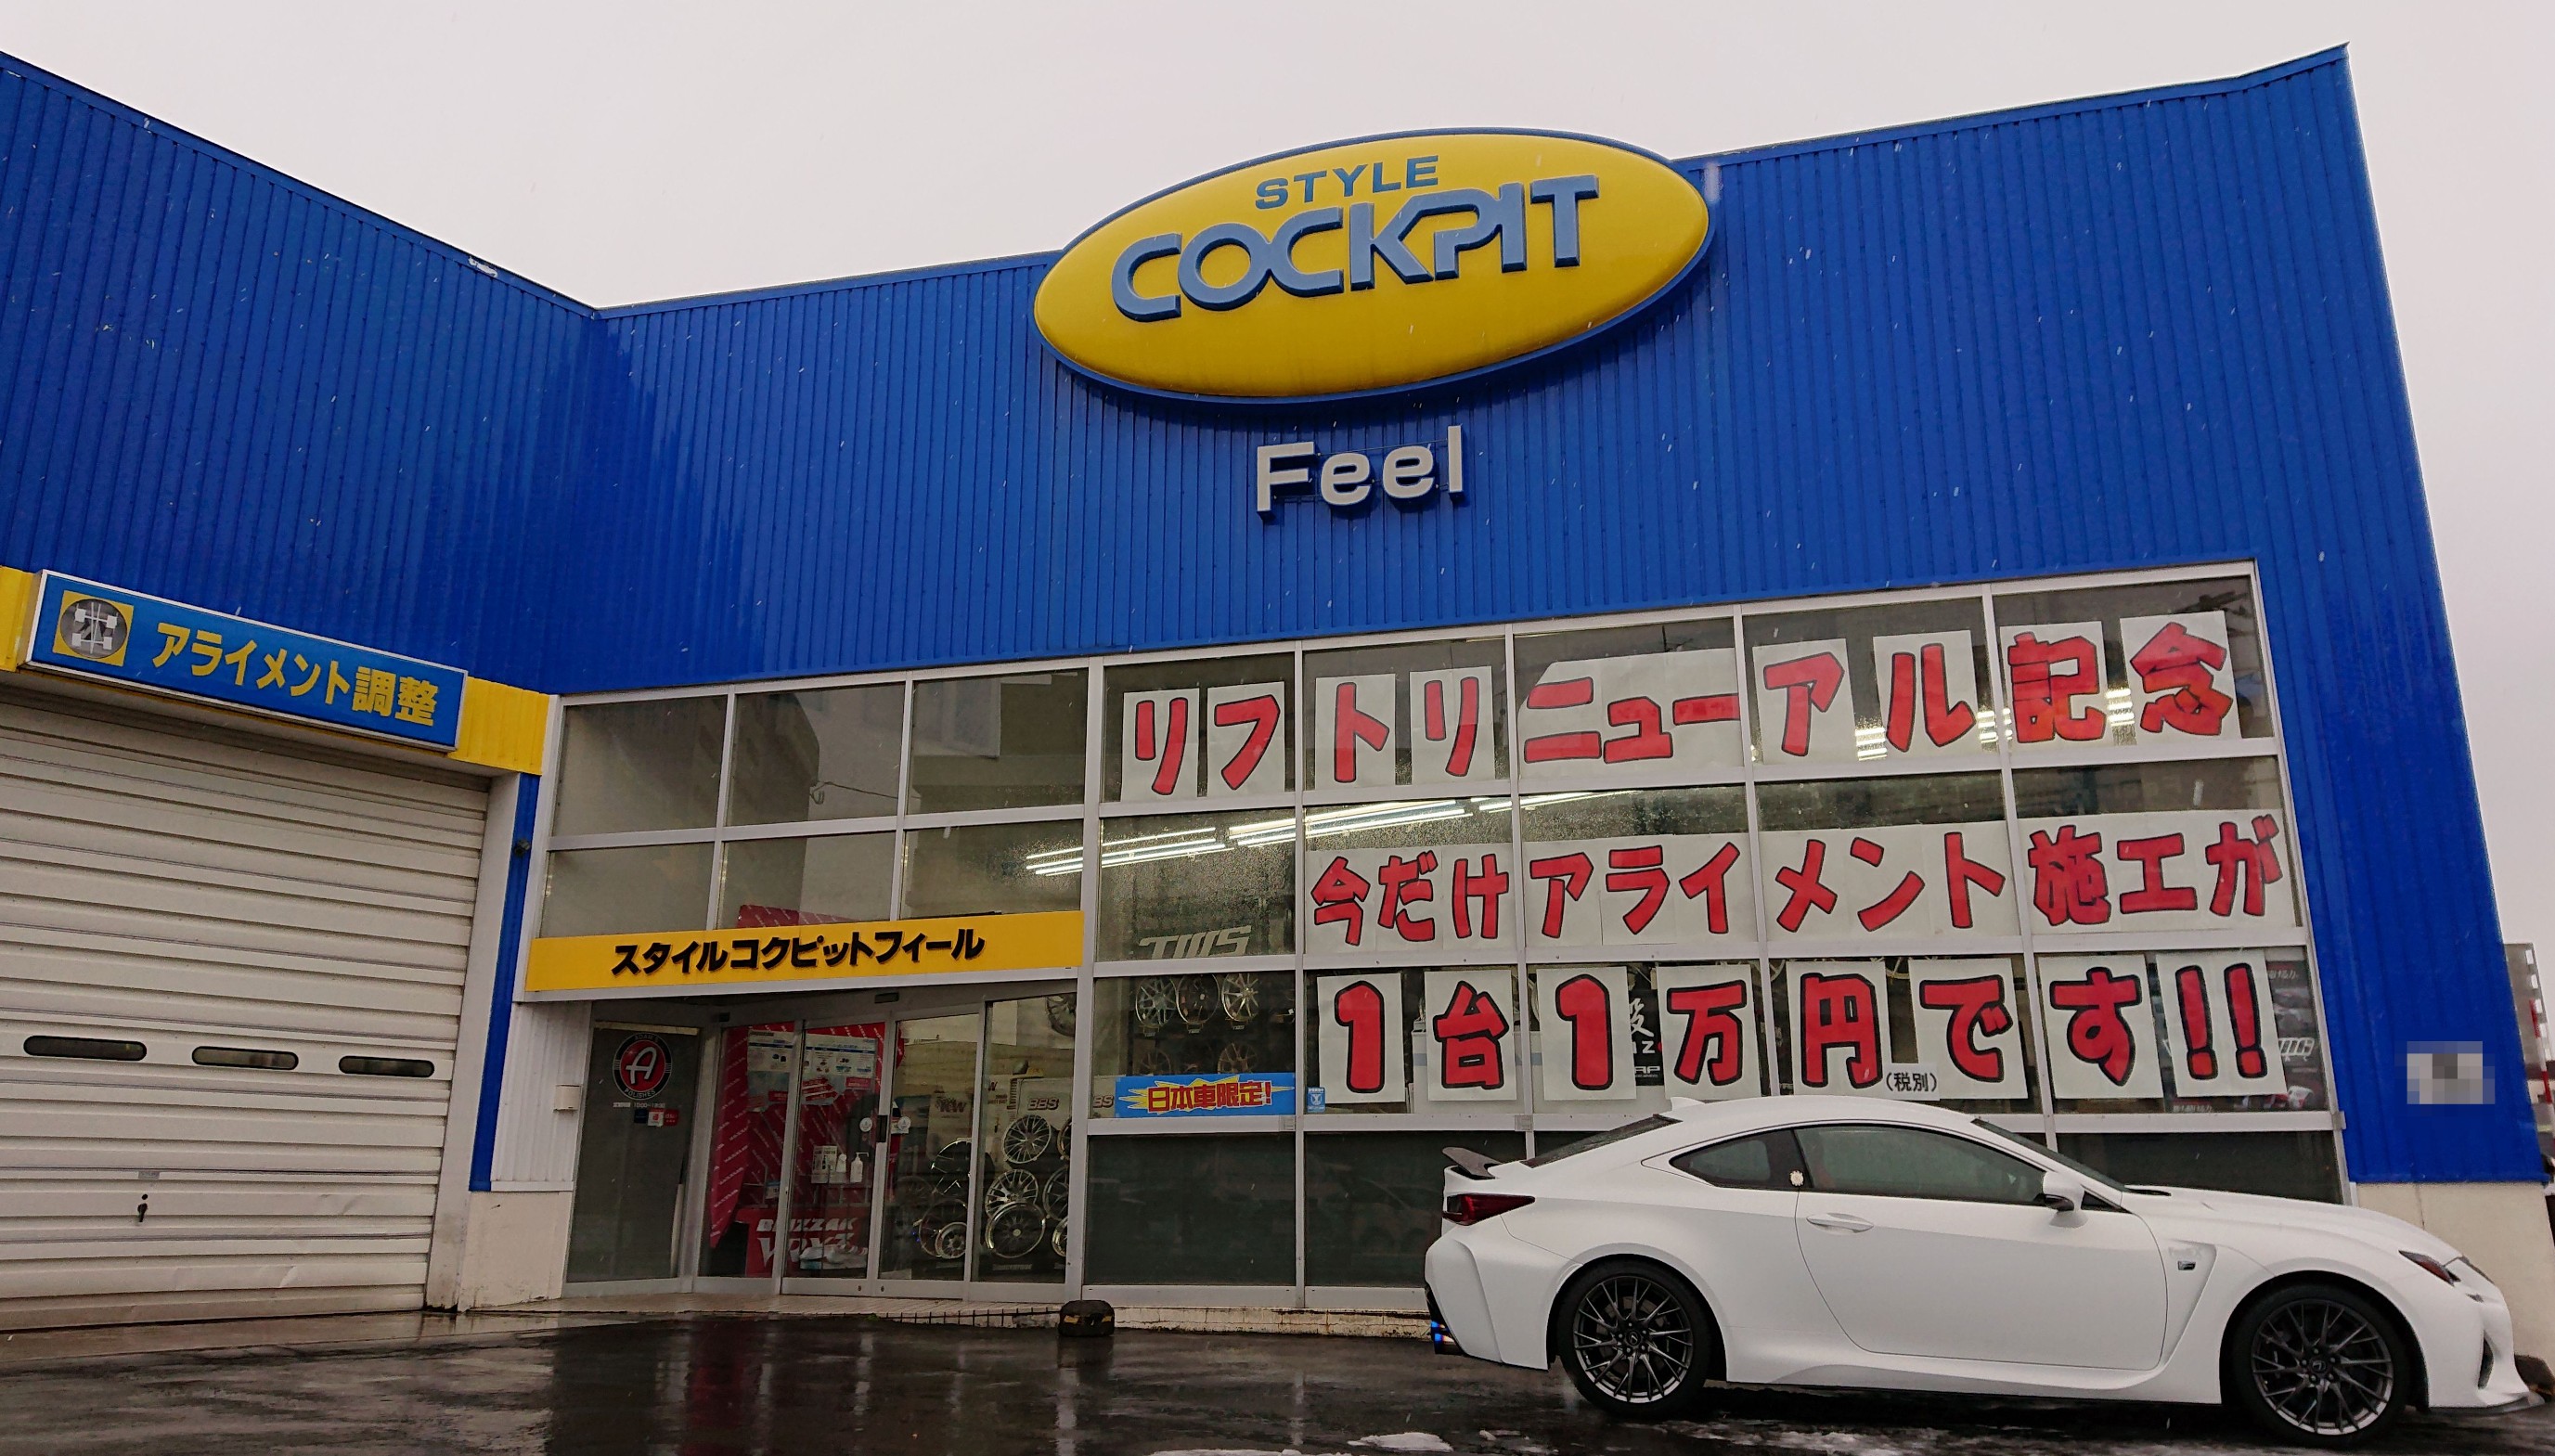 STYLE
COCKPIT
Feel
アライメント調整
リフトリニューアル記念
今だけアライメント施工が
1台1万円です!!
(税別)
スタイルコクピットフィール
TWS
日本車限定!
BBS
BLIZZAK